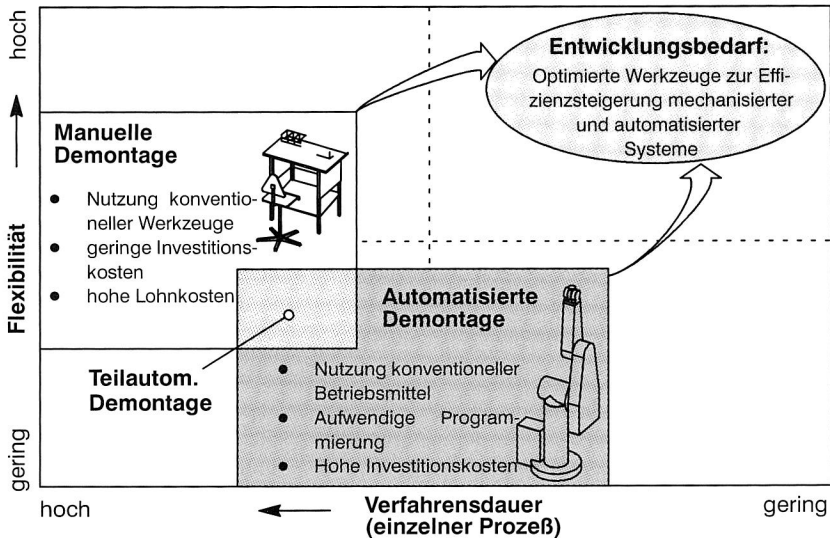 hoch
Flexibilität
gering
Entwicklungsbedarf:
Optimierte Werkzeuge zur Effi-
zienzsteigerung mechanisierter
und automatisierter
Systeme
Manuelle
Demontage
● Nutzung konventio-
neller Werkzeuge
● geringe Investitions-
kosten
● hohe Lohnkosten
Automatisierte
Demontage
● Nutzung konventioneller
Betriebsmittel
● Aufwendige Program-
mierung
● Hohe Investitionskosten
Teilautom.
Demontage
hoch
Verfahrensdauer
(einzelner Prozeß)
gering